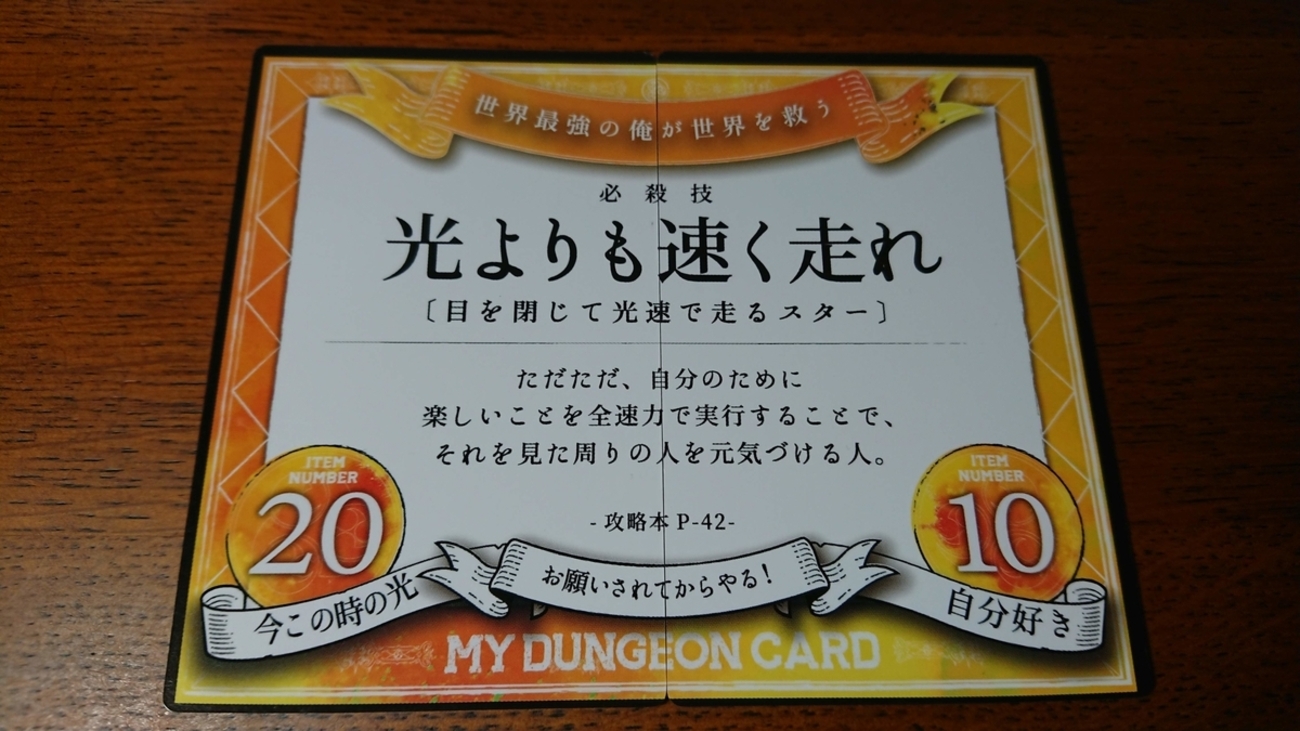 世界最強の俺が世界を救う
必殺技
光よりも速く走れ
〔目を閉じて光速で走るスター〕
ただただ、自分のために
楽しいことを全速力で実行することで、
それを見た周りの人を元気づける人。
-攻略本 P-42-
ITEM
NUMBER
20
今この時の光
お願いされてからやる!
ITEM
NUMBER
10
自分好き
MY DUNGEON CARD